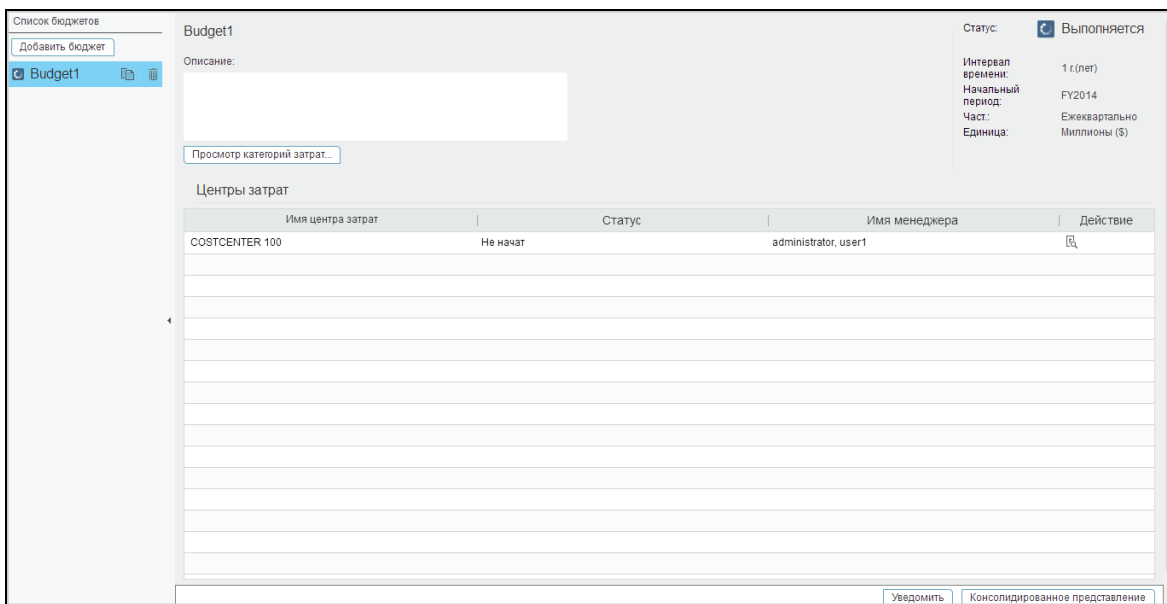 Список бюджетов
Добавить бюджет
Budget1
Budget1
Описание:
Просмотр категорий затрат...
Статус: Выполняется
Интервал времени: 1 г.(лет)
Начальный период: FY2014
Част.: Ежеквартально
Единица: Миллионы ($)
Центры затрат
Имя центра затрат Статус Имя менеджера Действие
COSTCENTER 100 Не начат administrator, user1
Уведомить Консолидированное представление